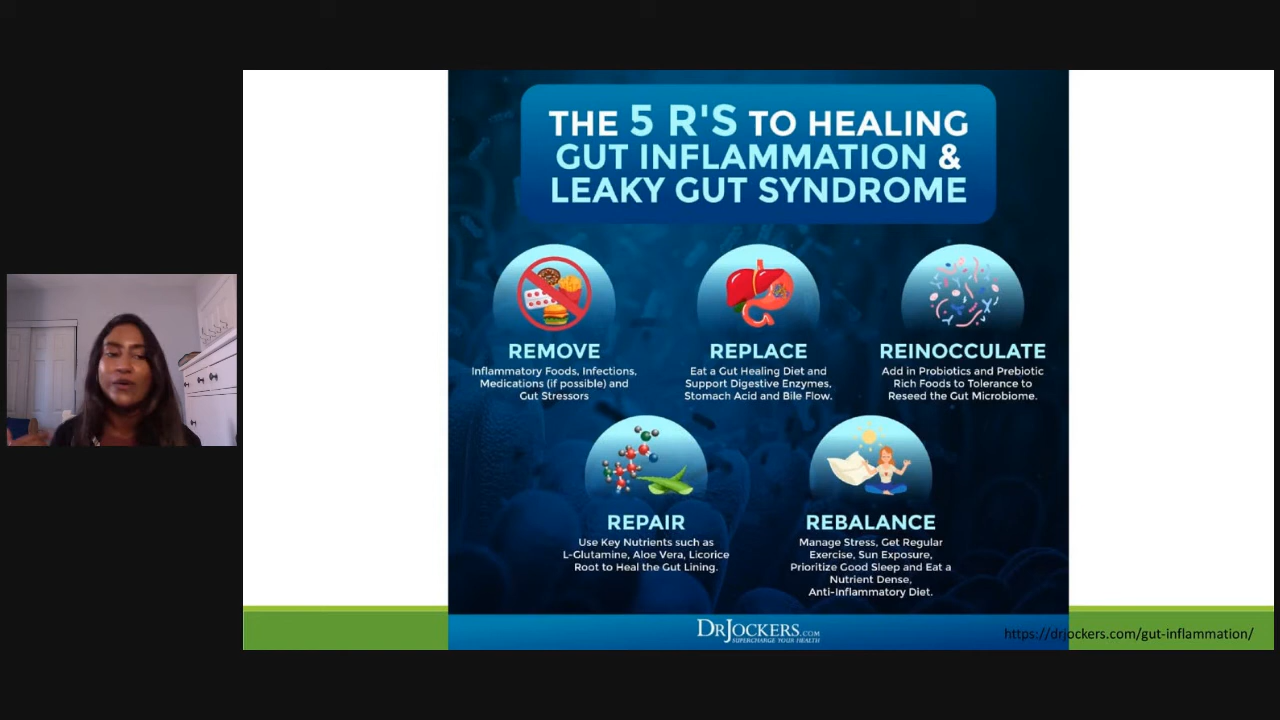 THE 5 R'S TO HEALING
GUT INFLAMMATION &
LEAKY GUT SYNDROME
REMOVE
Inflammatory Foods, Infections,
Medications (if possible) and
Gut Stressors
REPLACE
Eat a Gut Healing Diet and
Support Digestive Enzymes,
Stomach Acid and Bile Flow.
REINOCCULATE
Add in Probiotics and Prebiotic
Rich Foods to Tolerance to
Reseed the Gut Microbiome.
REPAIR
Use Key Nutrients such as
L-Glutamine, Aloe Vera, Licorice
Root to Heal the Gut Lining.
REBALANCE
Manage Stress, Get Regular
Exercise, Sun Exposure,
Prioritize Good Sleep and Eat a
Nutrient Dense,
Anti-Inflammatory Diet.
DRJOCKERS.COM
SUPERCHARGE YOUR HEALTH
https://drjockers.com/gut-inflammation/